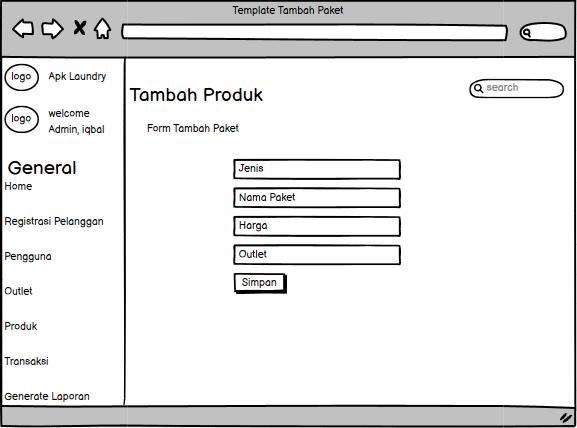 Template Tambah Paket
logo
Apk Laundry
logo
welcome
Admin, iqbal
General
Home
Registrasi Pelanggan
Pengguna
Outlet
Produk
Transaksi
Generate Laporan
Tambah Produk
search
Form Tambah Paket
Jenis
Nama Paket
Harga
Outlet
Simpan